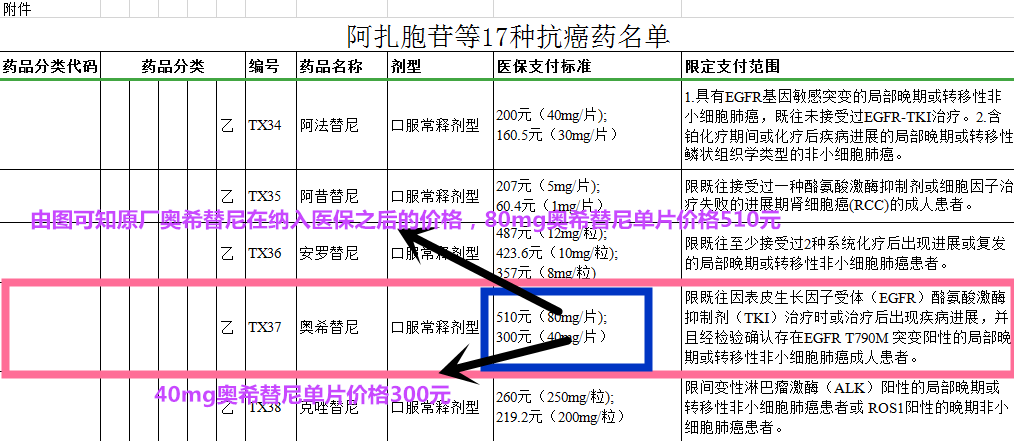 附件
阿扎胞苷等17种抗癌药名单
药品分类代码 药品分类 编号 药品名称 剂型 医保支付标准 限定支付范围
乙 TX34 阿法替尼 口服常释剂型
200元（40mg/片);
160.5元（30mg/片）
1.具有EGFR基因敏感突变的局部晚期或转移性非
小细胞肺癌，既往未接受过EGFR-TKI治疗。2.含
铂化疗期间或化疗后疾病进展的局部晚期或转移性
鳞状组织学类型的非小细胞肺癌。
乙 TX35 阿昔替尼 口服常释剂型
207元（5mg/片);
60.4元（1mg/片）
限既往接受过一种酪氨酸激酶抑制剂或细胞因子治
疗失败的进展期肾细胞癌(RCC)的成人患者。
由图可知原厂奥希替尼在纳入医保之后的价格，80mg奥希替尼单片价格510元
乙 TX36 安罗替尼 口服常释剂型
487元（12mg/粒);
423.6元（10mg/粒);
357元（8mg/粒)
限既往至少接受过2种系统化疗后出现进展或复发
的局部晚期或转移性非小细胞肺癌患者。
乙 TX37 奥希替尼 口服常释剂型
510元（80mg/片);
300元（40mg/片）
限既往因表皮生长因子受体（EGFR）酪氨酸激酶
抑制剂（TKI）治疗时或治疗后出现疾病进展，并
且经检验确认存在EGFR T790M 突变阳性的局部晚
期或转移性非小细胞肺癌成人患者。
40mg奥希替尼单片价格300元
乙 TX38 克唑替尼 口服常释剂型
260元（250mg/粒);
219.2元（200mg/粒）
限间变性淋巴瘤激酶（ALK）阳性的局部晚期或
转移性非小细胞肺癌患者或 ROS1阳性的晚期非小
细胞肺癌患者。